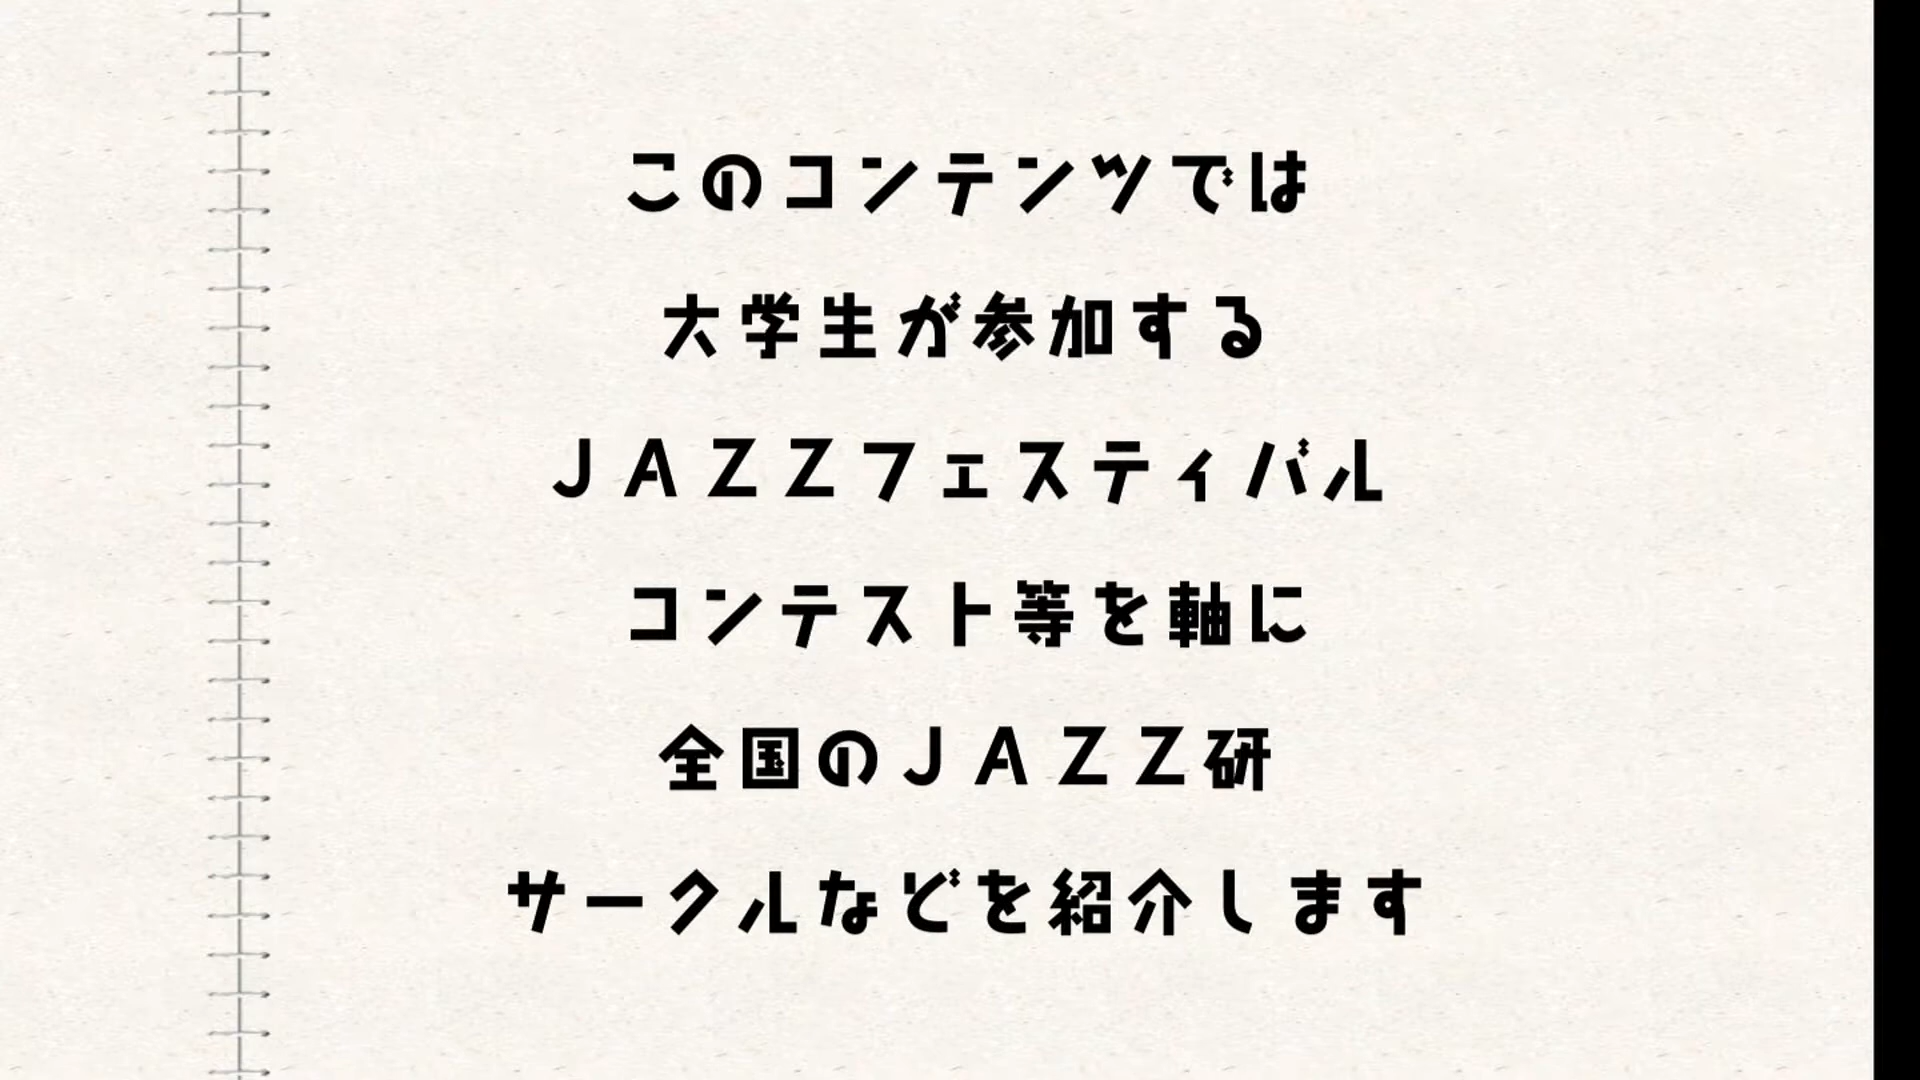 このコンテンツでは
大学生が参加する
ＪＡＺＺフェスティバル
コンテスト等を軸に
全国のＪＡＺＺ研
サークルなどを紹介します